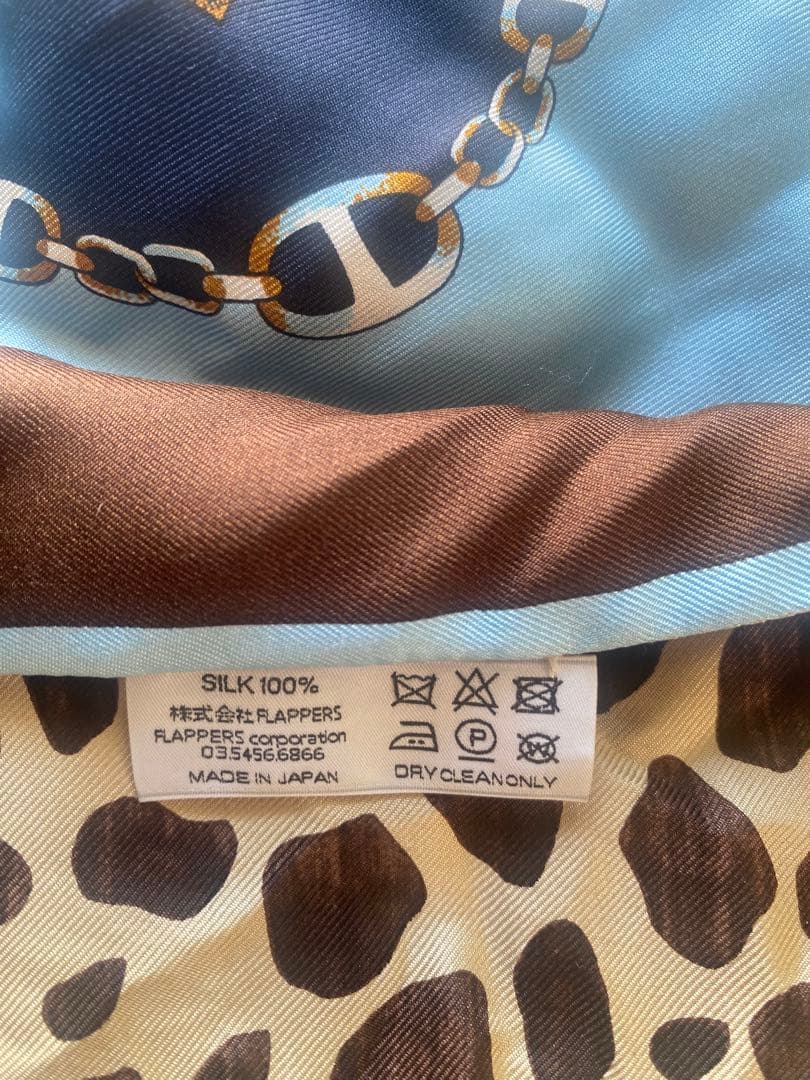 SILK 100%
株式会社FLAPPERS
FLAPPERS corporation
03.5456.6866
MADE IN JAPAN
P
W
DRY CLEAN ONLY